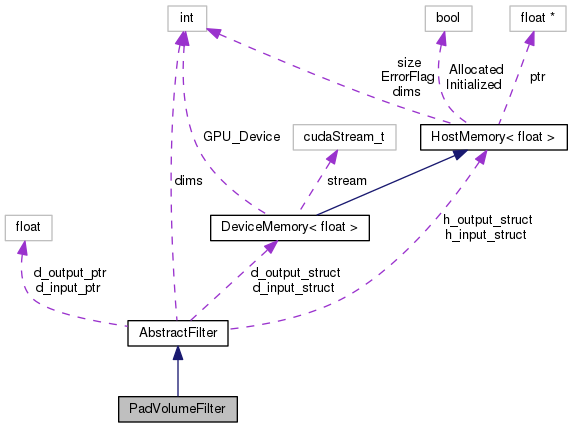 int
bool
float *
size
ErrorFlag
dims
Allocated
Initialized
ptr
GPU_Device
cudaStream_t
HostMemory< float >
dims
stream
float
DeviceMemory< float >
h_output_struct
h_input_struct
d_output_ptr
d_input_ptr
d_output_struct
d_input_struct
AbstractFilter
PadVolumeFilter